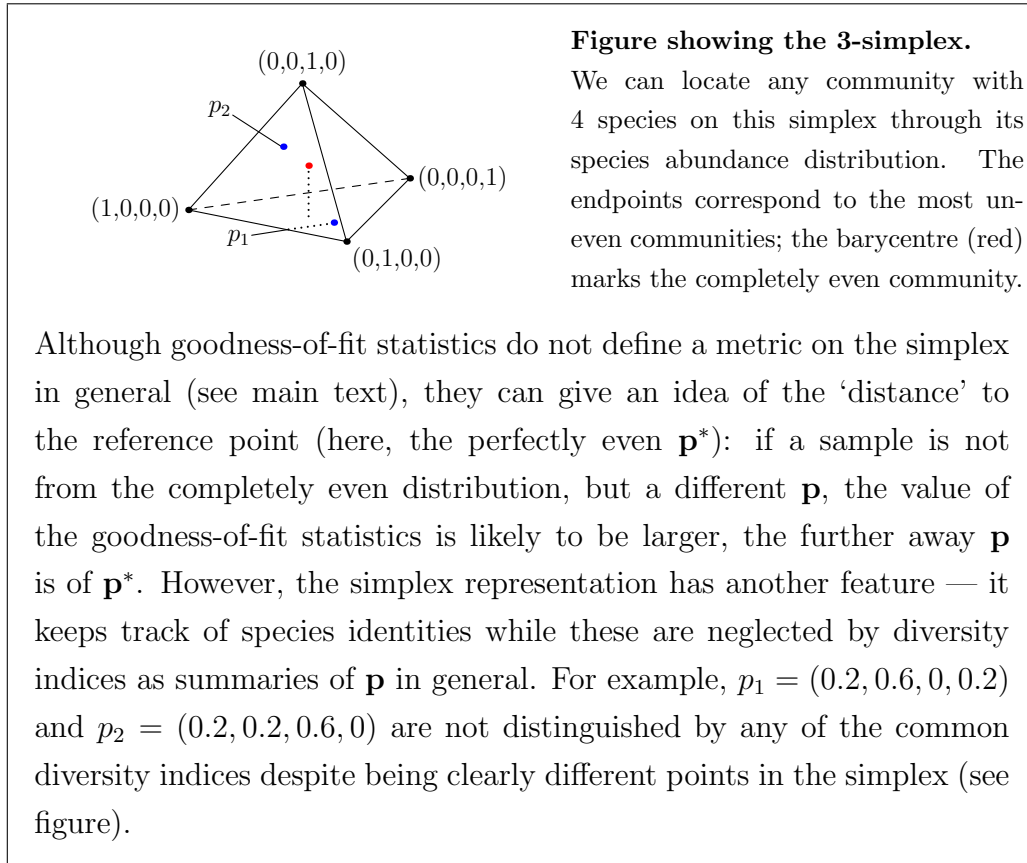 (0,0,1,0)
p₂
(0,0,0,1)
(1,0,0,0)
p₁
(0,1,0,0)
Figure showing the 3-simplex.
We can locate any community with
4 species on this simplex through its
species abundance distribution. The
endpoints correspond to the most un-
even communities; the barycentre (red)
marks the completely even community.
Although goodness-of-fit statistics do not define a metric on the simplex
in general (see main text), they can give an idea of the ‘distance’ to
the reference point (here, the perfectly even p*): if a sample is not
from the completely even distribution, but a different p, the value of
the goodness-of-fit statistics is likely to be larger, the further away p
is of p*. However, the simplex representation has another feature — it
keeps track of species identities while these are neglected by diversity
indices as summaries of p in general. For example, p₁ = (0.2, 0.6, 0, 0.2)
and p₂ = (0.2, 0.2, 0.6, 0) are not distinguished by any of the common
diversity indices despite being clearly different points in the simplex (see
figure).